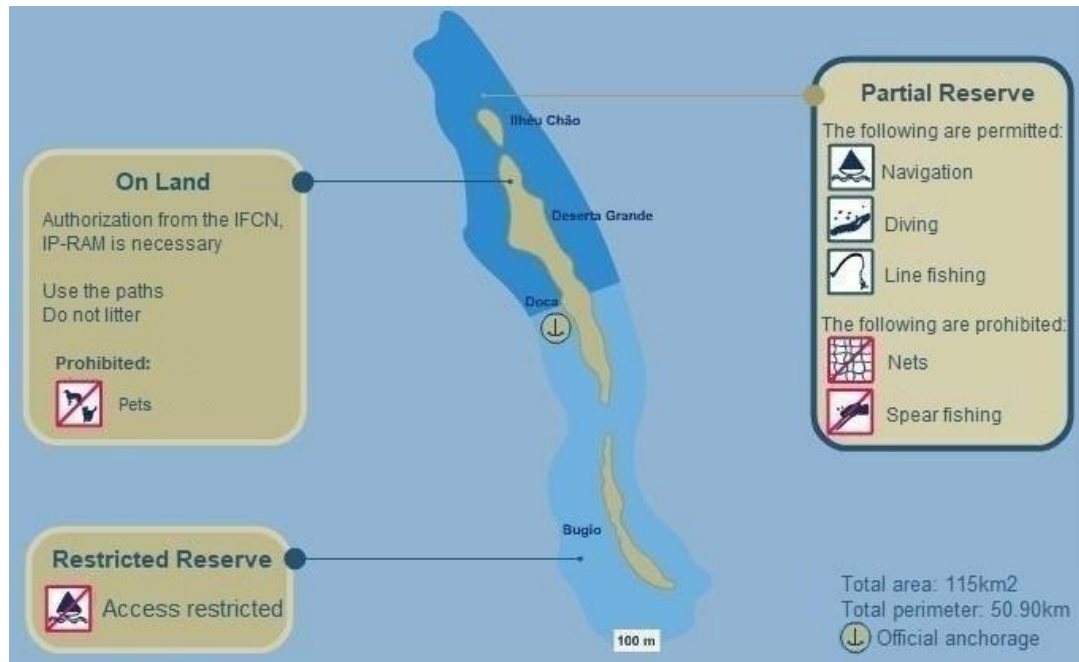 Partial Reserve
The following are permitted:
Navigation
Diving
Line fishing
The following are prohibited:
Nets
Spear fishing
Ilhéu Chão
On Land
Authorization from the IFCN,
IP-RAM is necessary
Use the paths
Do not litter
Prohibited:
Pets
Deserta Grande
Doca
Bugio
Restricted Reserve
Access restricted
100 m
Total area: 115km2
Total perimeter: 50.90km
Official anchorage